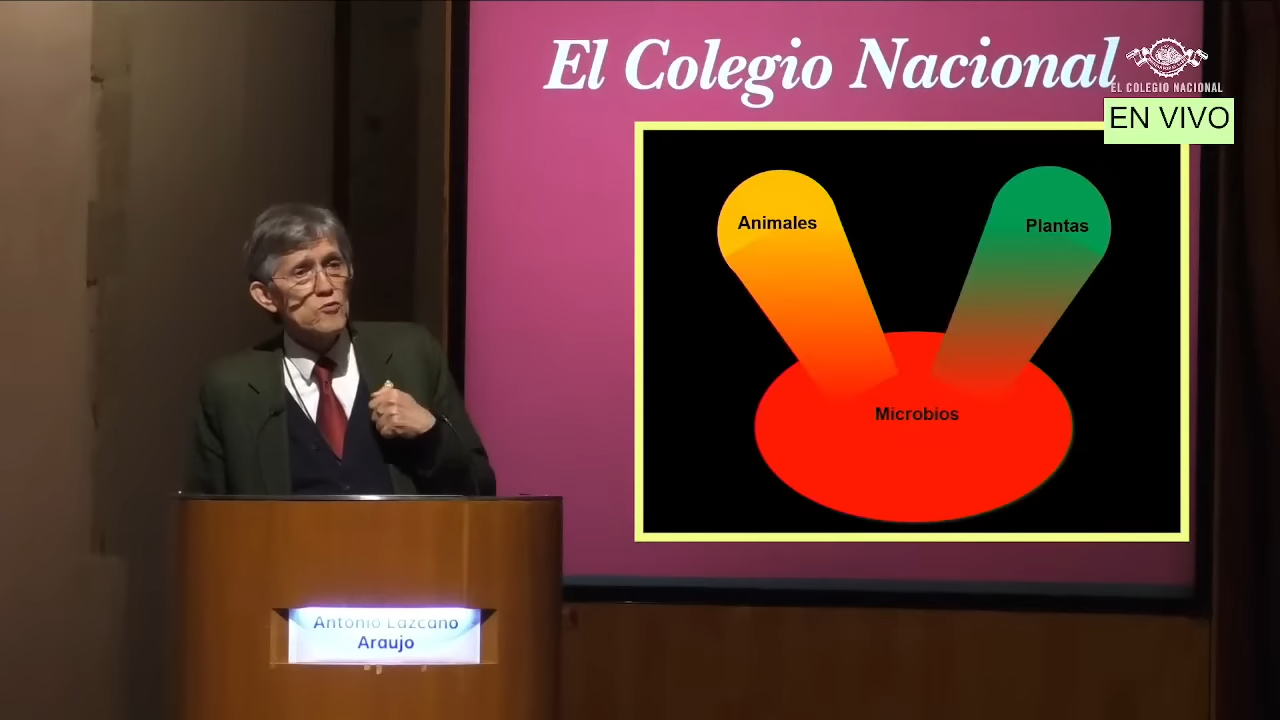 El Colegio Nacional
EL COLEGIO NACIONAL
EN VIVO
Animales
Plantas
Microbios
Antonio Lazcano
Araujo